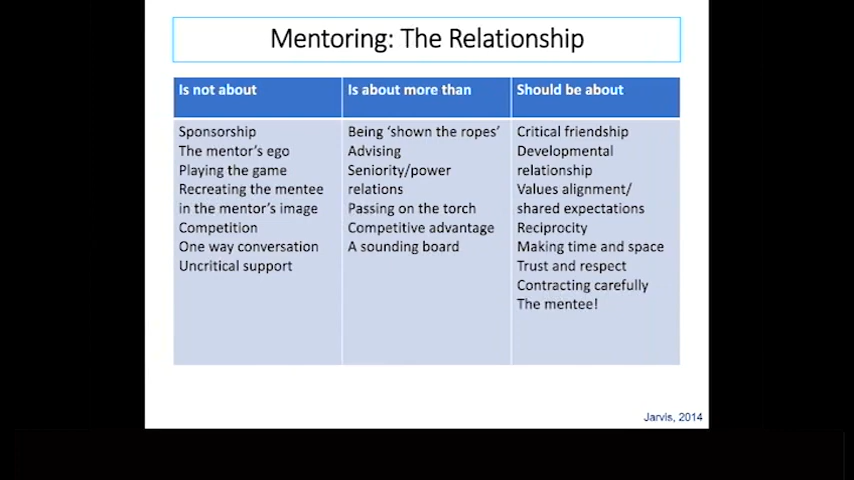 Mentoring: The Relationship
Is not about
Is about more than
Should be about
Sponsorship
The mentor's ego
Playing the game
Recreating the mentee
in the mentor's image
Competition
One way conversation
Uncritical support
Being ‘shown the ropes’
Advising
Seniority/power
relations
Passing on the torch
Competitive advantage
A sounding board
Critical friendship
Developmental
relationship
Values alignment/
shared expectations
Reciprocity
Making time and space
Trust and respect
Contracting carefully
The mentee!
Jarvis, 2014